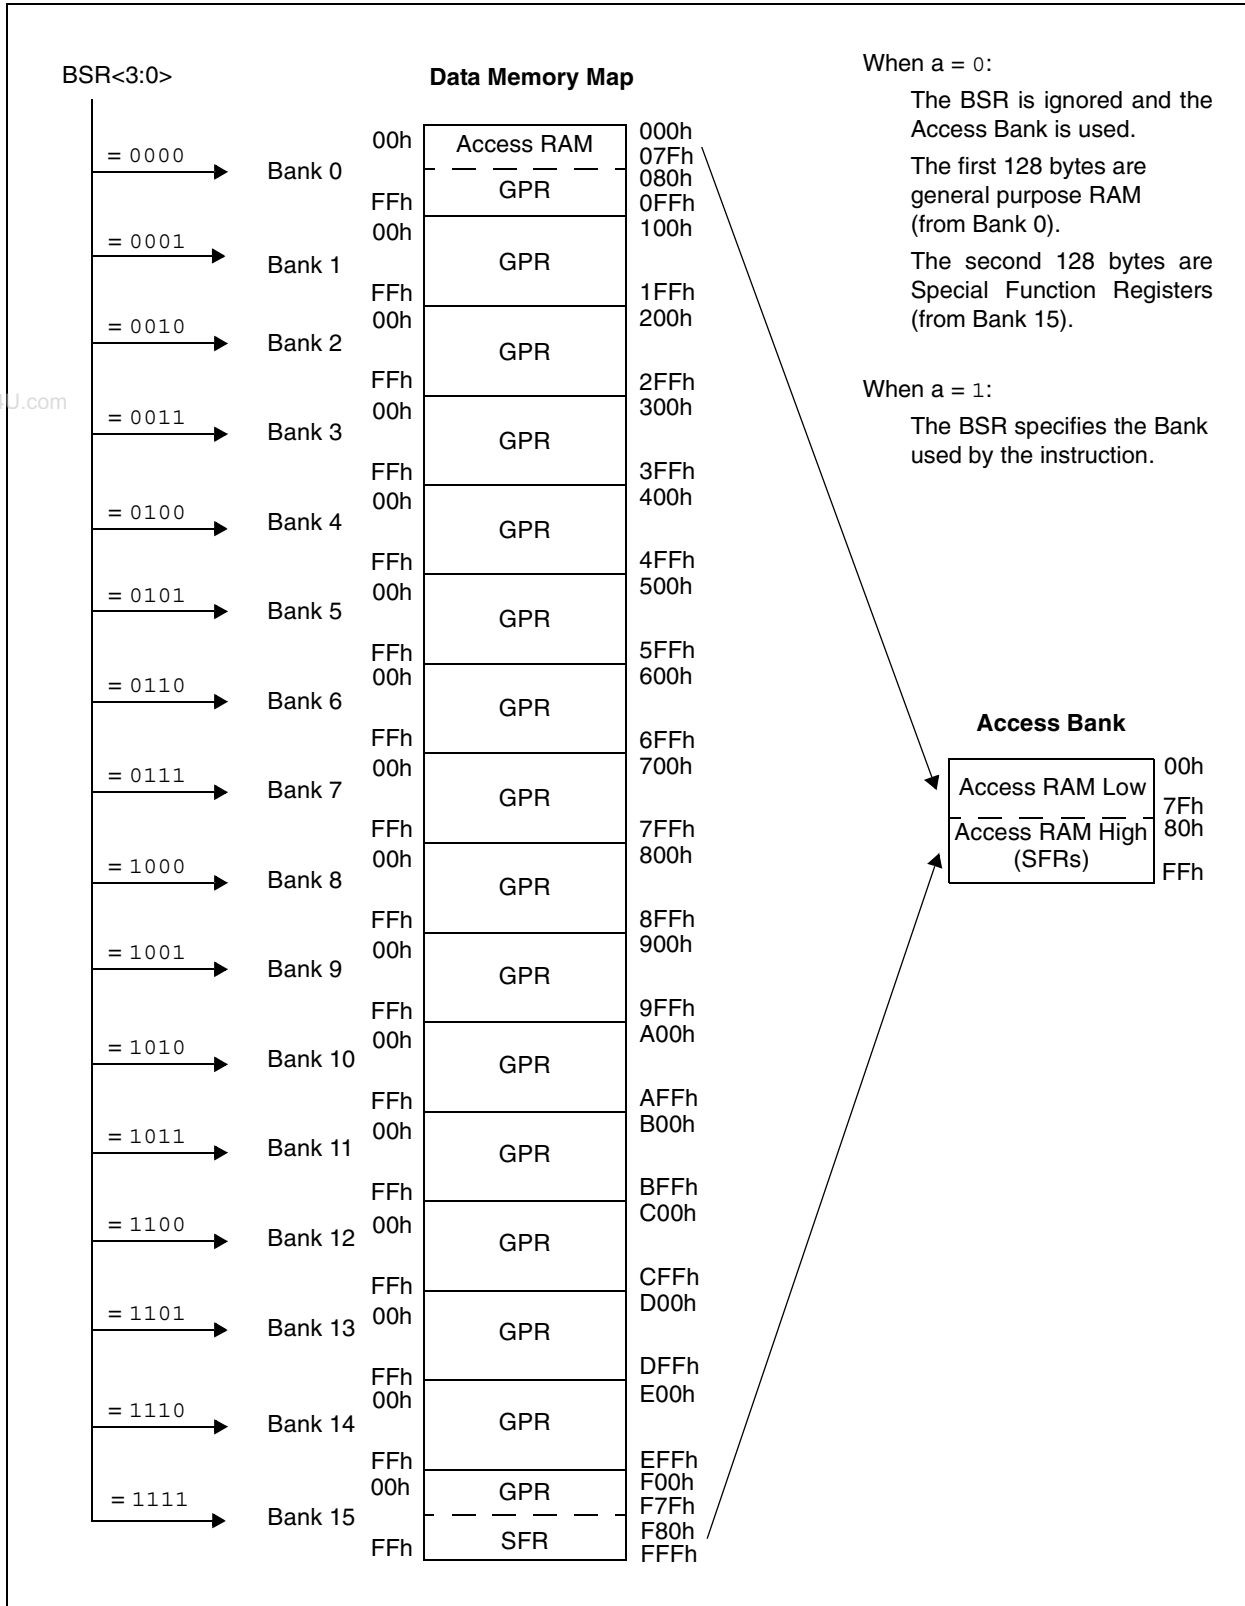 BSR<3:0>
Data Memory Map
When a = 0:
The BSR is ignored and the
Access Bank is used.
The first 128 bytes are
general purpose RAM
(from Bank 0).
The second 128 bytes are
Special Function Registers
(from Bank 15).
When a = 1:
The BSR specifies the Bank
used by the instruction.
= 0000
Bank 0
00h
FFh
Access RAM
GPR
000h
07Fh
080h
0FFh
= 0001
Bank 1
00h
FFh
GPR
100h
1FFh
= 0010
Bank 2
00h
FFh
GPR
200h
2FFh
4U.com
= 0011
Bank 3
00h
FFh
GPR
300h
3FFh
= 0100
Bank 4
00h
FFh
GPR
400h
4FFh
= 0101
Bank 5
00h
FFh
GPR
500h
5FFh
= 0110
Bank 6
00h
FFh
GPR
600h
6FFh
= 0111
Bank 7
00h
FFh
GPR
700h
7FFh
= 1000
Bank 8
00h
FFh
GPR
800h
8FFh
= 1001
Bank 9
00h
FFh
GPR
900h
9FFh
= 1010
Bank 10
00h
FFh
GPR
A00h
AFFh
= 1011
Bank 11
00h
FFh
GPR
B00h
BFFh
= 1100
Bank 12
00h
FFh
GPR
C00h
CFFh
= 1101
Bank 13
00h
FFh
GPR
D00h
DFFh
= 1110
Bank 14
00h
FFh
GPR
E00h
EFFh
= 1111
Bank 15
00h
FFh
GPR
SFR
F00h
F7Fh
F80h
FFFh
Access Bank
Access RAM Low
Access RAM High
(SFRs)
00h
7Fh
80h
FFh